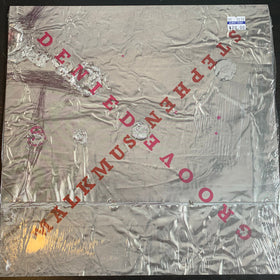 STEPHEN
MALKMUS
GROOVE
DENIED